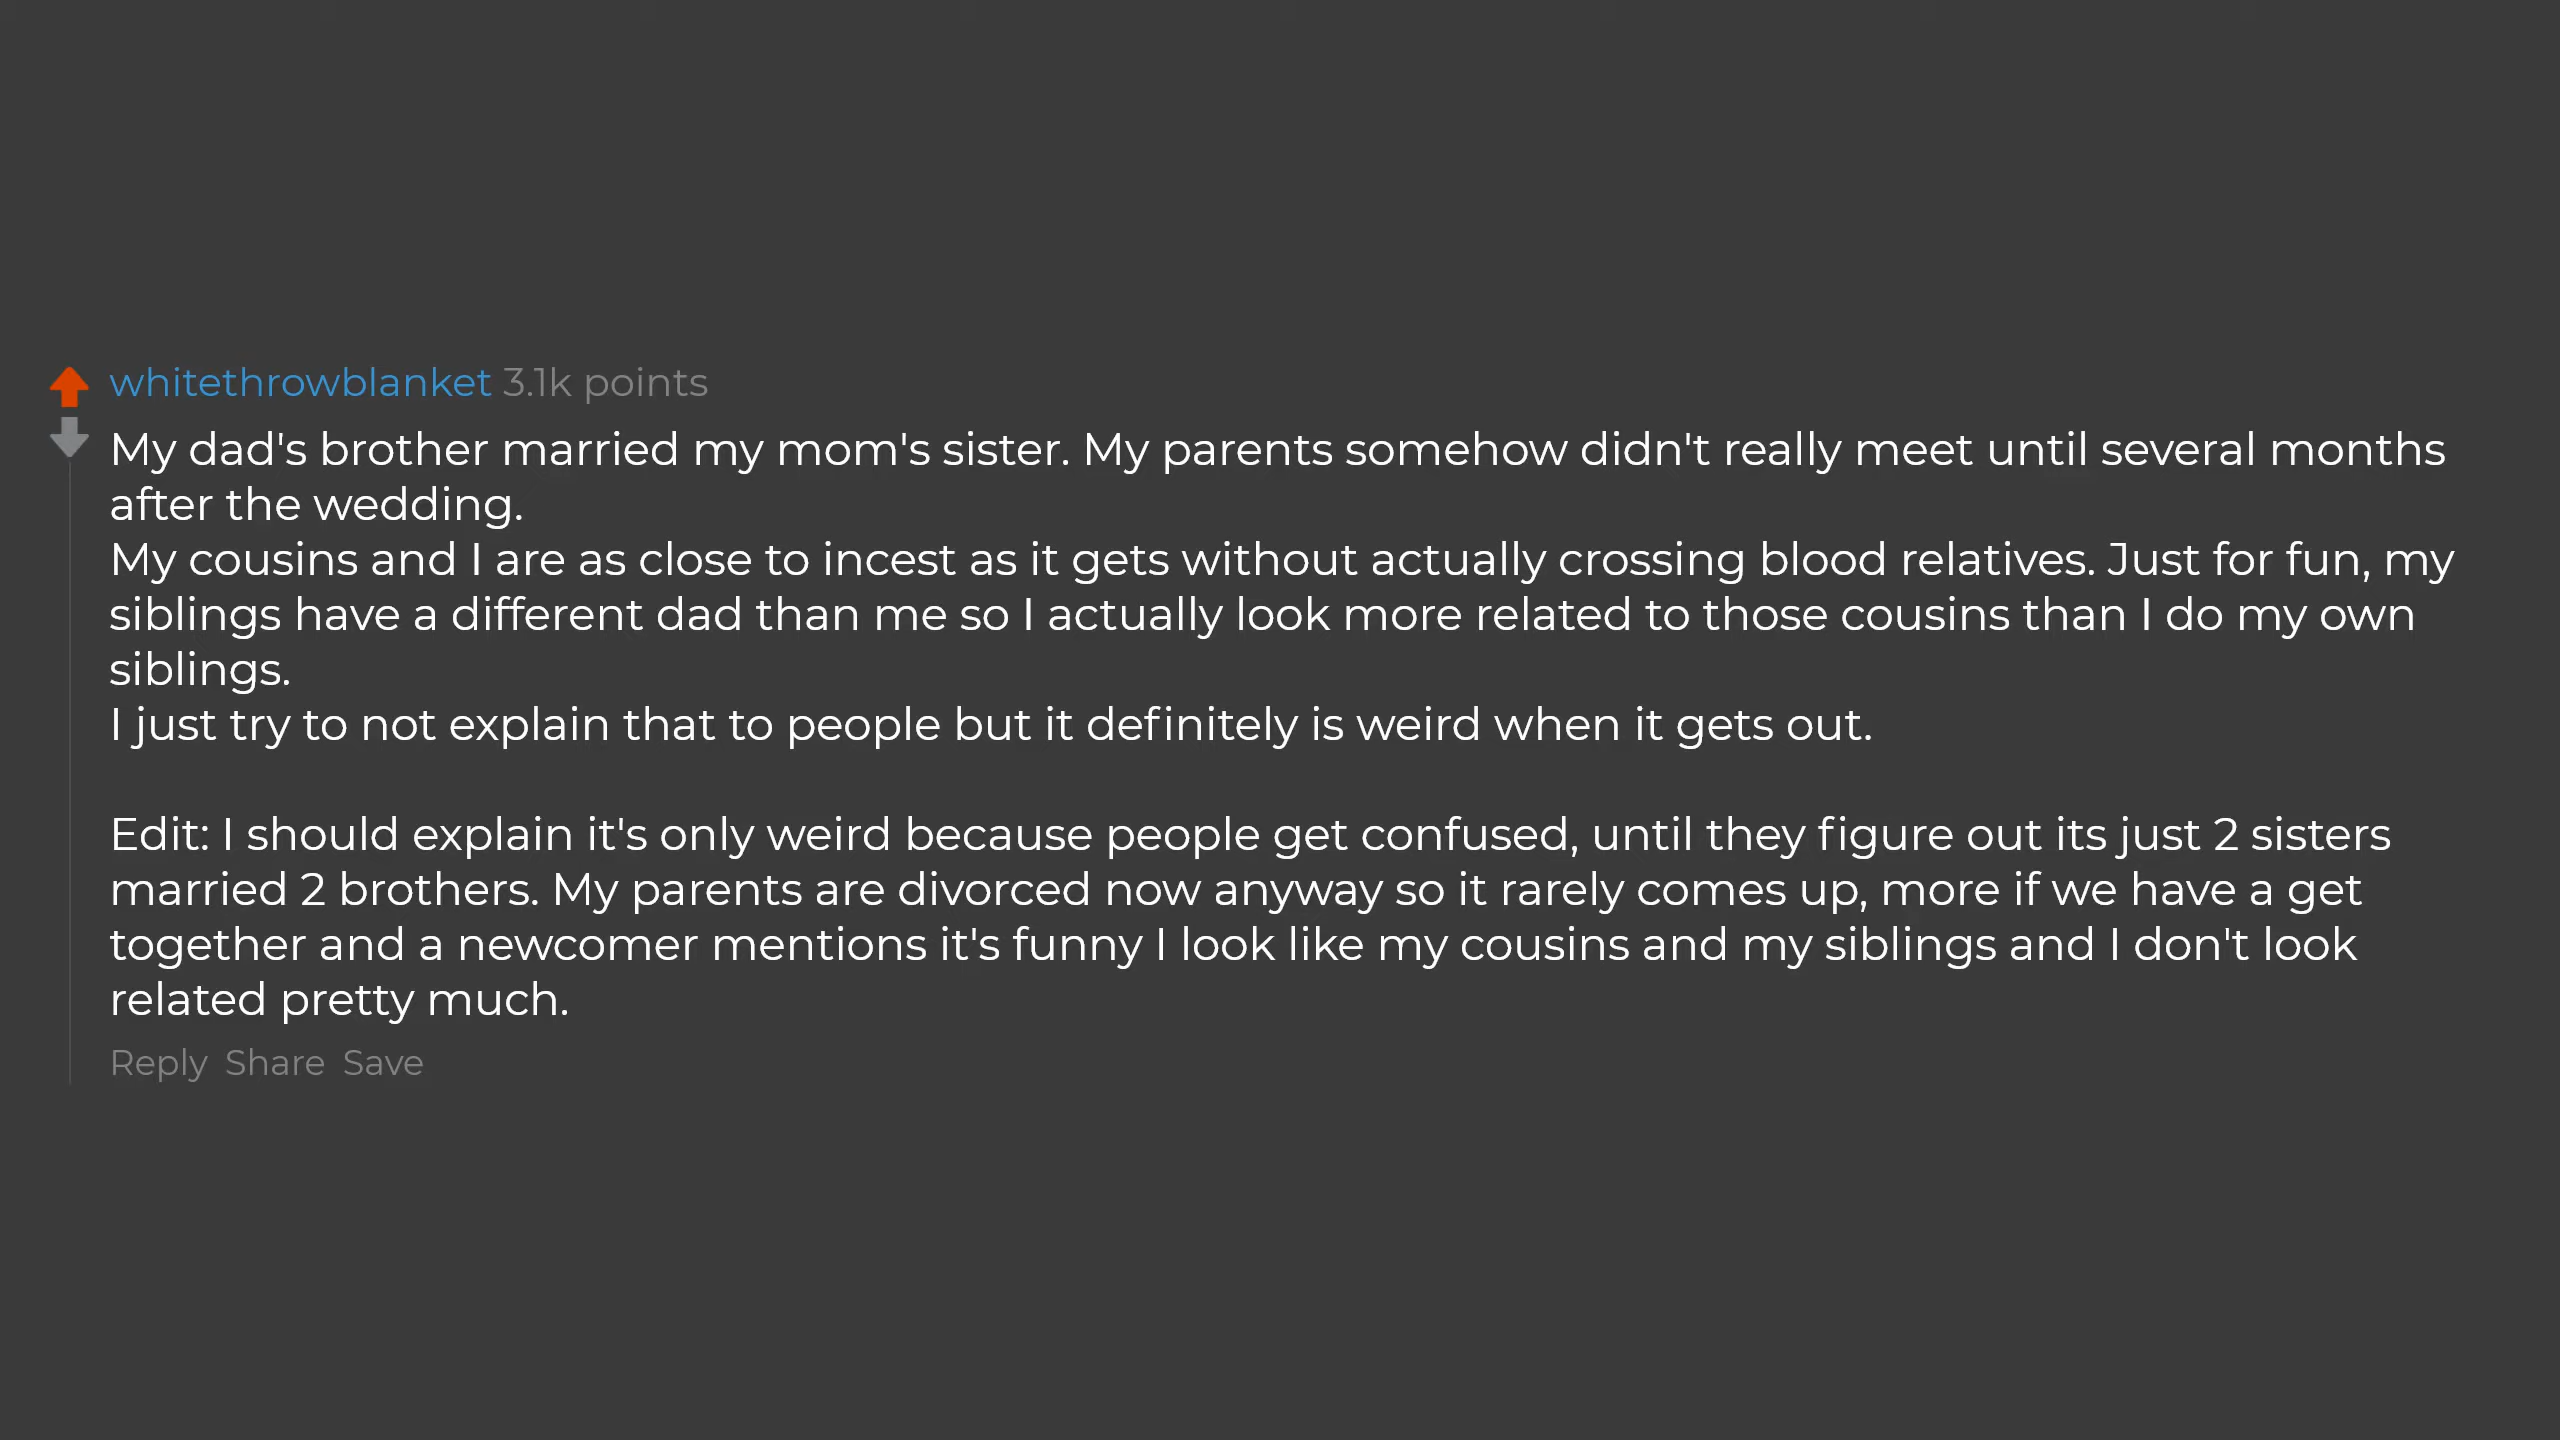 whitethrowblanket 3.1k points
My dad's brother married my mom's sister. My parents somehow didn't really meet until several months
after the wedding.
My cousins and I are as close to incest as it gets without actually crossing blood relatives. Just for fun, my
siblings have a different dad than me so I actually look more related to those cousins than I do my own
siblings.
I just try to not explain that to people but it definitely is weird when it gets out.
Edit: I should explain it's only weird because people get confused, until they figure out its just 2 sisters
married 2 brothers. My parents are divorced now anyway so it rarely comes up, more if we have a get
together and a newcomer mentions it's funny I look like my cousins and my siblings and I don't look
related pretty much.
Reply Share Save